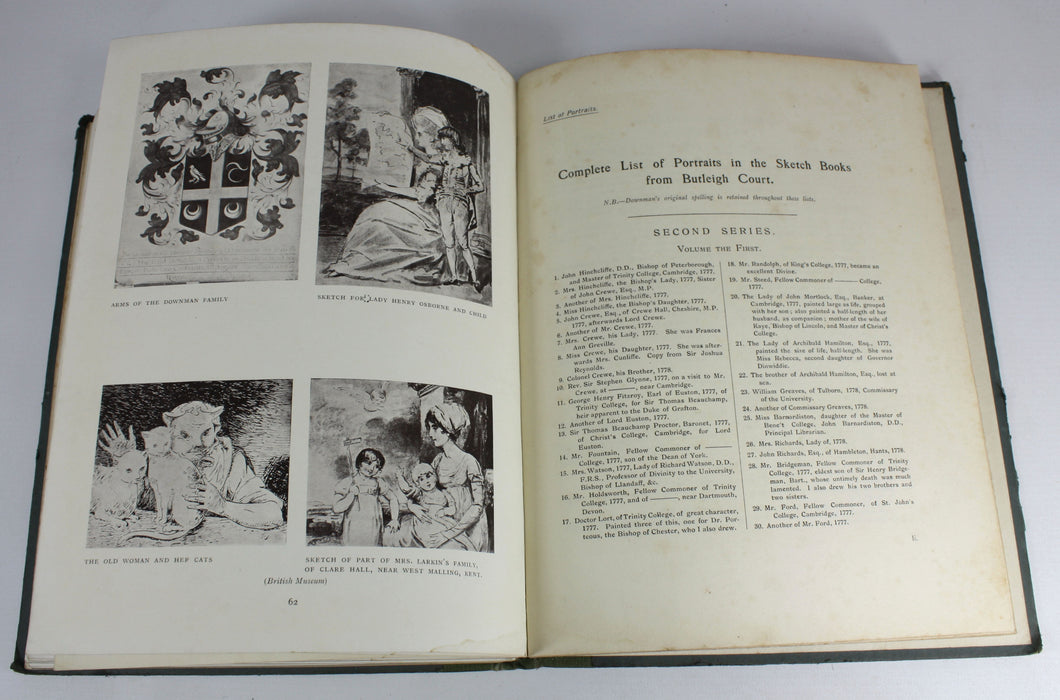 ARMS OF THE DOWNMAN FAMILY
SKETCH FOR LADY HENRY OSBORNE AND CHILD
THE OLD WOMAN AND HER CATS
SKETCH OF PART OF MRS. LARKIN'S FAMILY,
OF CLARE HALL, NEAR WEST MALLING, KENT.
(British Museum)
62
List of Portraits.
Complete List of Portraits in the Sketch Books
from Butleigh Court.
N.B.—Downman's original spelling is retained throughout these lists.
SECOND SERIES.
VOLUME THE FIRST.
1. John Hinchcliffe, D.D., Bishop of Peterborough,
and Master of Trinity College, Cambridge, 1777.
2. Mrs. Hinchcliffe, the Bishop's Lady, 1777, Sister
of John Crewe, Esq., M.P.
3. Another of Mrs. Hinchcliffe, 1777.
4. Miss Hinchcliffe, the Bishop's Daughter, 1777.
5. John Crewe, Esq., of Crewe Hall, Cheshire, M.P.
1777, afterwards Lord Crewe.
6. Another of Mr. Crewe, 1777.
7. Mrs. Crewe, his Lady, 1777. She was Frances
Ann Greville.
8. Miss Crewe, his Daughter, 1777. She was after-
wards Mrs. Cunliffe. Copy from Sir Joshua
Reynolds.
9. Colonel Crewe, his Brother, 1778.
10. Rev. Sir Stephen Glynne, 1777, on a visit to Mr.
Crewe, at ———, near Cambridge.
11. George Henry Fitzroy, Earl of Euston, 1777, of
Trinity College, for Sir Thomas Beauchamp,
heir apparent to the Duke of Grafton.
12. Another of Lord Euston, 1777.
13. Sir Thomas Beauchamp Proctor, Baronet, 1777,
of Christ's College, Cambridge, for Lord
Euston.
14. Mr. Fountain, Fellow Commoner of ———
College, 1777, son of the Dean of York.
15. Mrs. Watson, 1777, Lady of Richard Watson, D.D.,
F.R.S., Professor of Divinity to the University,
Bishop of Llandaff, &c.
16. Mr. Holdsworth, Fellow Commoner of Trinity
College, 1777, and of ———, near Dartmouth,
Devon.
17. Doctor Lort, of Trinity College, of great character,
1777. Painted three of this, one for Dr. Por-
teous, the Bishop of Chester, who I also drew.
18. Mr. Randolph, of King's College, 1777, became an
excellent Divine.
19. Mr. Steed, Fellow Commoner of ——— College,
1777.
20. The Lady of John Mortlock, Esq., Banker, at
Cambridge, 1777, painted large as life, grouped
with her son; also painted a half-length of her
husband, as companion; mother of the wife of
Kaye, Bishop of Lincoln, and Master of Christ's
College.
21. The Lady of Archibald Hamilton, Esq., 1777,
painted the size of life, half-length. She was
Miss Rebecca, second daughter of Governor
Dinwiddie.
22. The brother of Archibald Hamilton, Esq., lost at
sea.
23. William Greaves, of Fulborn, 1778, Commissary
of the University.
24. Another of Commissary Greaves, 1778.
25. Miss Barnardiston, daughter of the Master of
Bene't College, John Barnardiston, D.D.,
Principal Librarian.
26. Mrs. Richards, Lady of, 1778.
27. John Richards, Esq., of Hambleton, Hants, 1778.
28. Mr. Bridgeman, Fellow Commoner of Trinity
College, 1777, eldest son of Sir Henry Bridge-
man, Bart., whose untimely death was much
lamented. I also drew his two brothers and
two sisters.
29. Mr. Ford, Fellow Commoner, of St. John's
College, Cambridge, 1777.
30. Another of Mr. Ford, 1777.
E